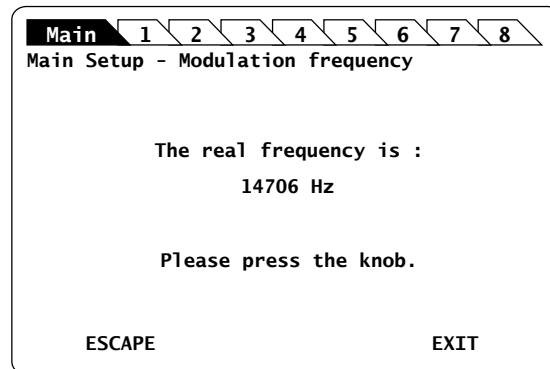 Main 1 2 3 4 5 6 7 8
Main Setup - Modulation frequency
The real frequency is :
14706 Hz
Please press the knob.
ESCAPE EXIT